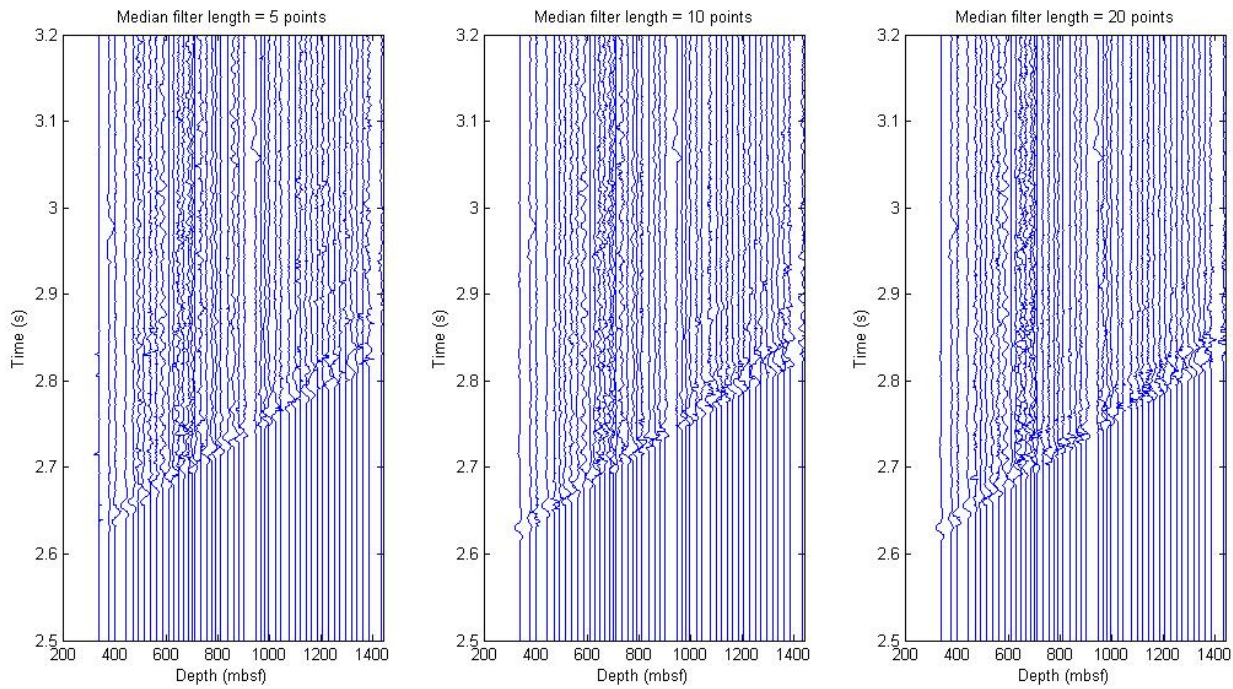 Median filter length = 5 points
3.2
3.1
3
2.9
2.8
2.7
2.6
2.5
Time (s)
200 400 600 800 1000 1200 1400
Depth (mbsf)
Median filter length = 10 points
3.2
3.1
3
2.9
2.8
2.7
2.6
2.5
Time (s)
200 400 600 800 1000 1200 1400
Depth (mbsf)
Median filter length = 20 points
3.2
3.1
3
2.9
2.8
2.7
2.6
2.5
Time (s)
200 400 600 800 1000 1200 1400
Depth (mbsf)